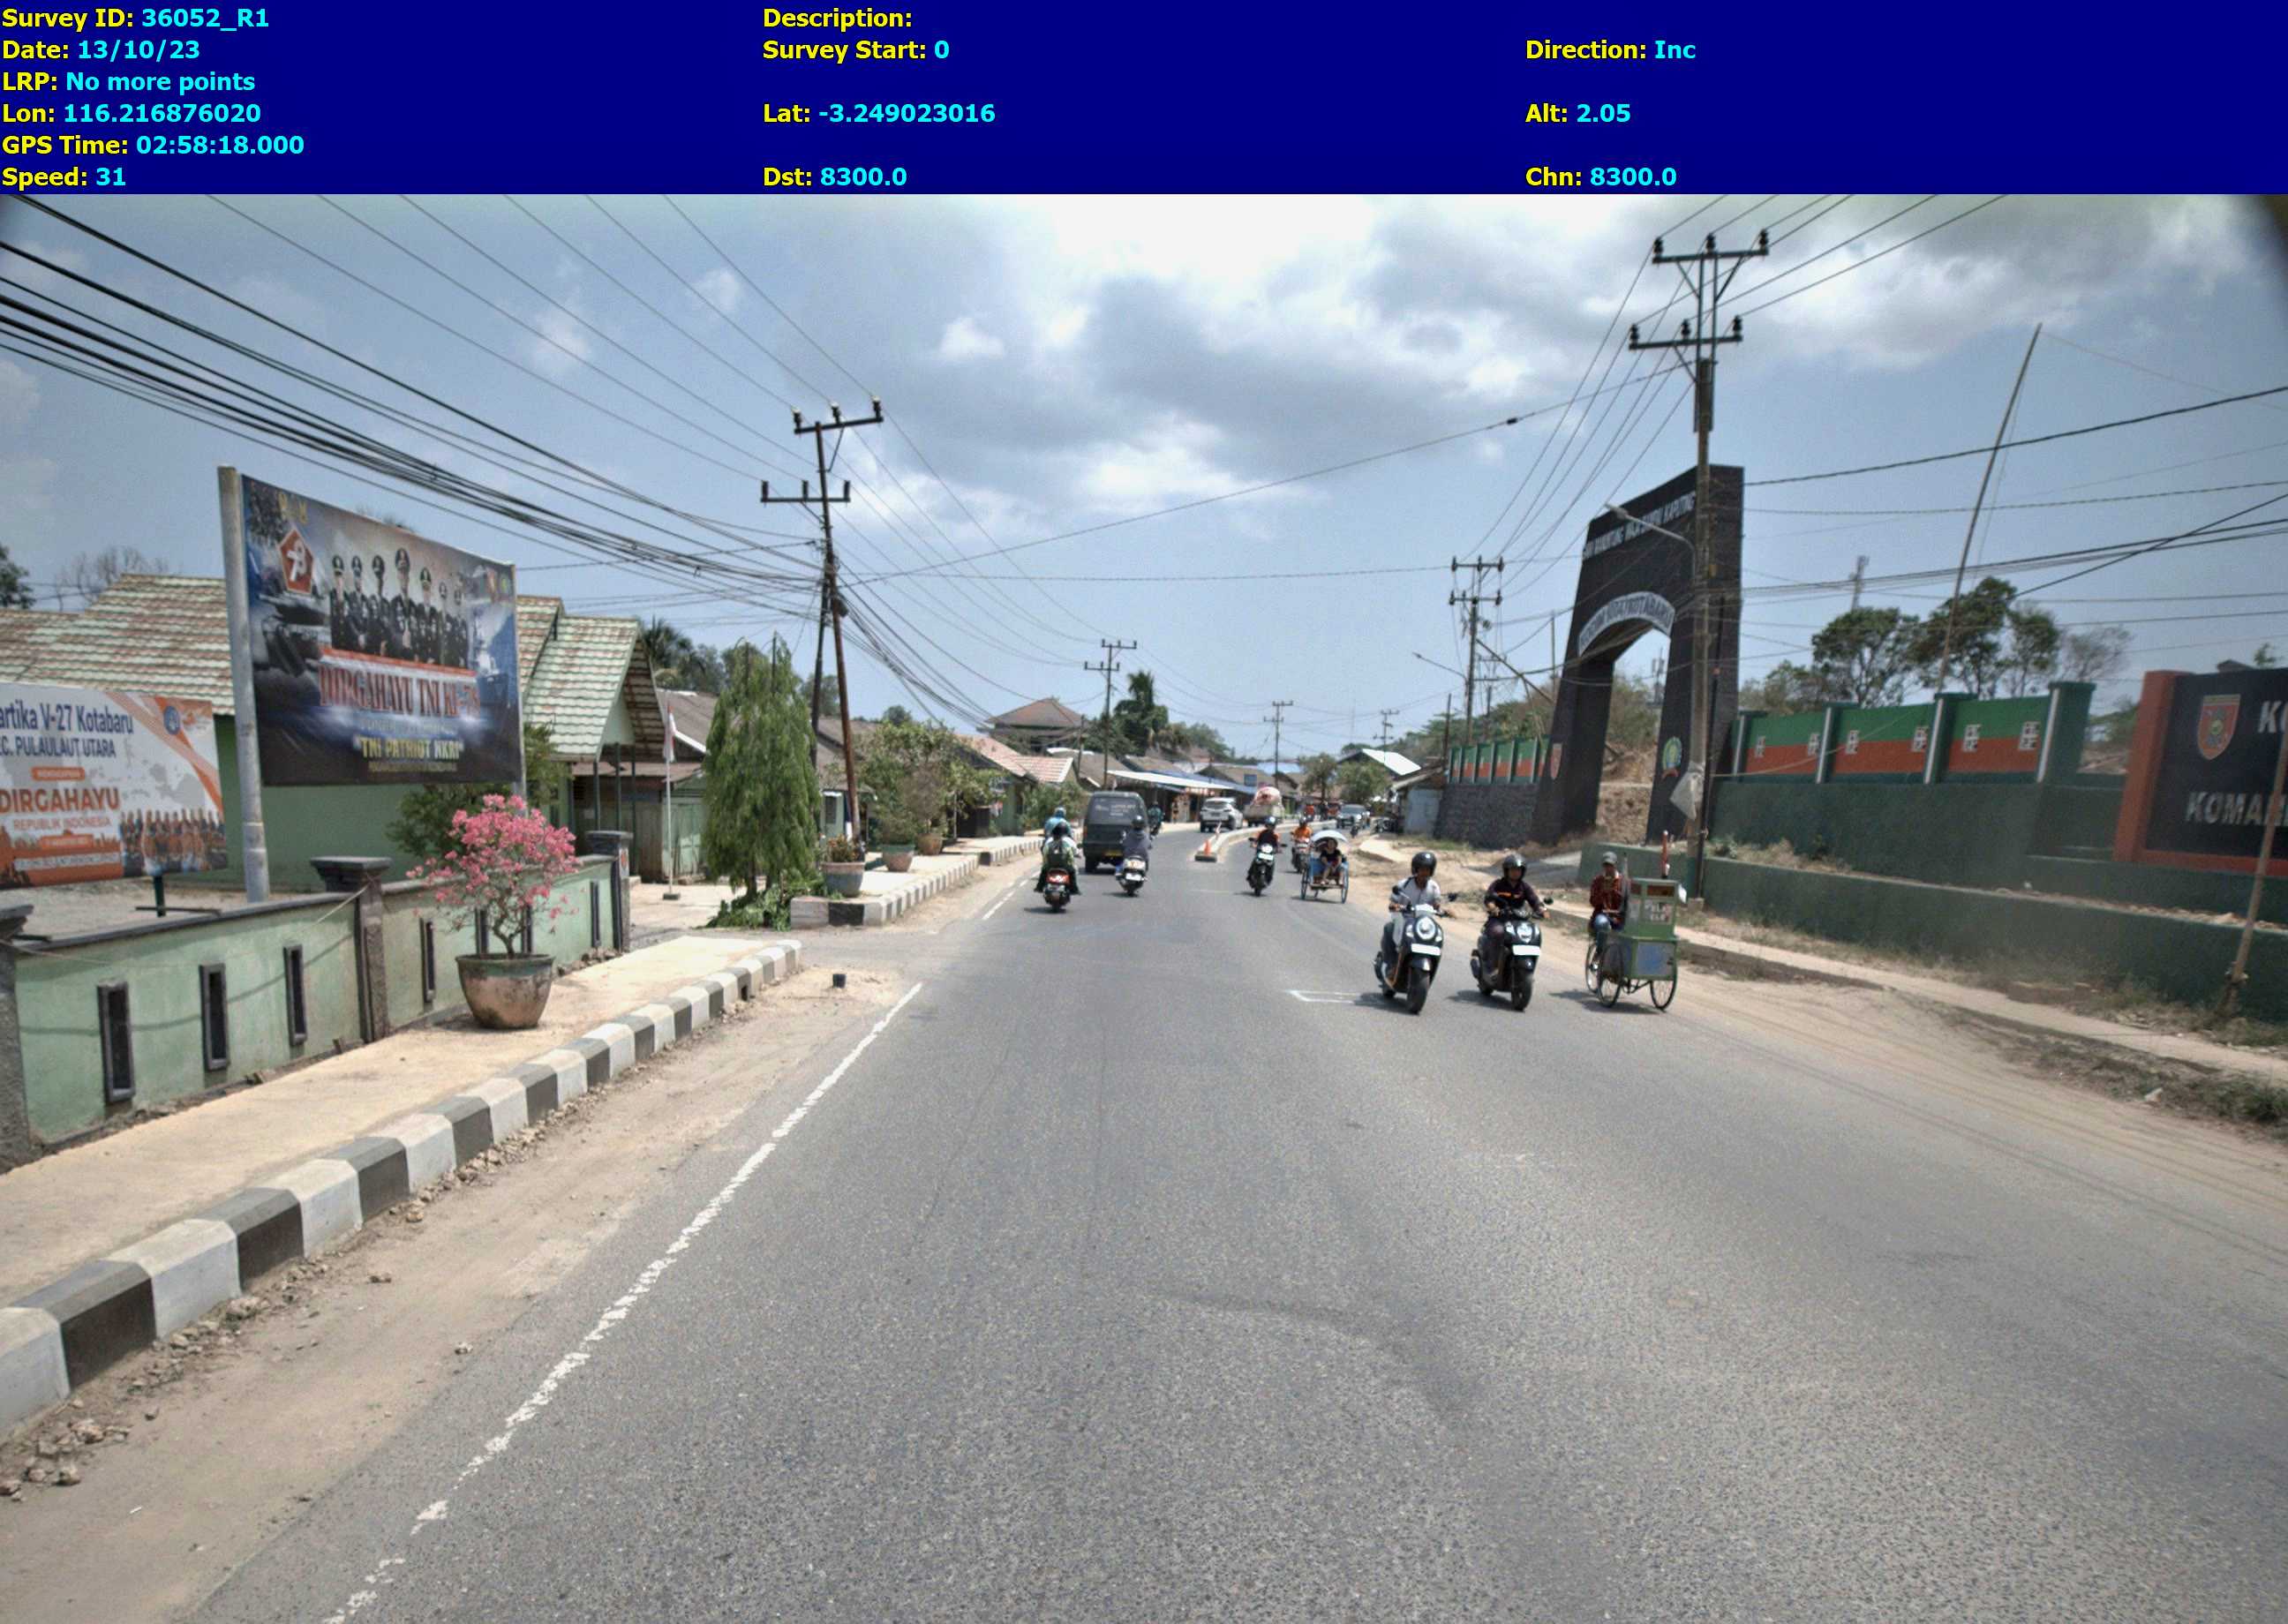 Survey ID: 36052_R1
Description:
Date: 13/10/23
Survey Start: 0
Direction: Inc
LRP: No more points
Lon: 116.216876020
Lat: -3.249023016
Alt: 2.05
GPS Time: 02:58:18.000
Speed: 31
Dst: 8300.0
Chn: 8300.0
artika V-27 Kotabaru
EC. PULAULAUT UTARA
DIRGAHAYU
REPUBLIK INDONESIA
DIRGAHAYU TNI KE-78
"TNI PATRIOT NKRI"
KOMA